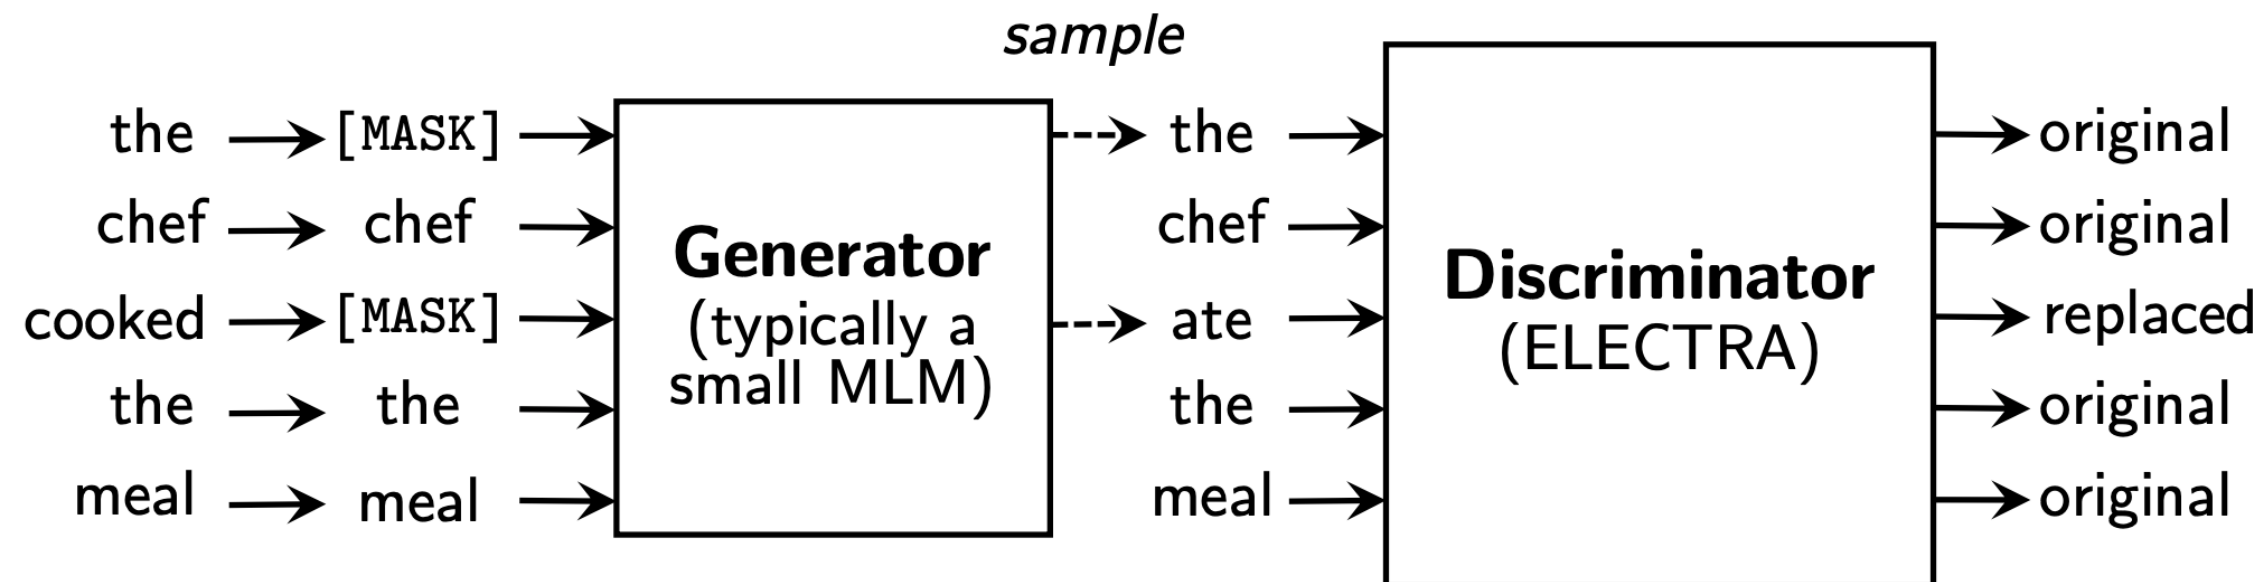 sample
the [MASK] the original
chef chef chef original
cooked [MASK] ate replaced
the the the original
meal meal meal original
Generator
(typically a
small MLM)
Discriminator
(ELECTRA)